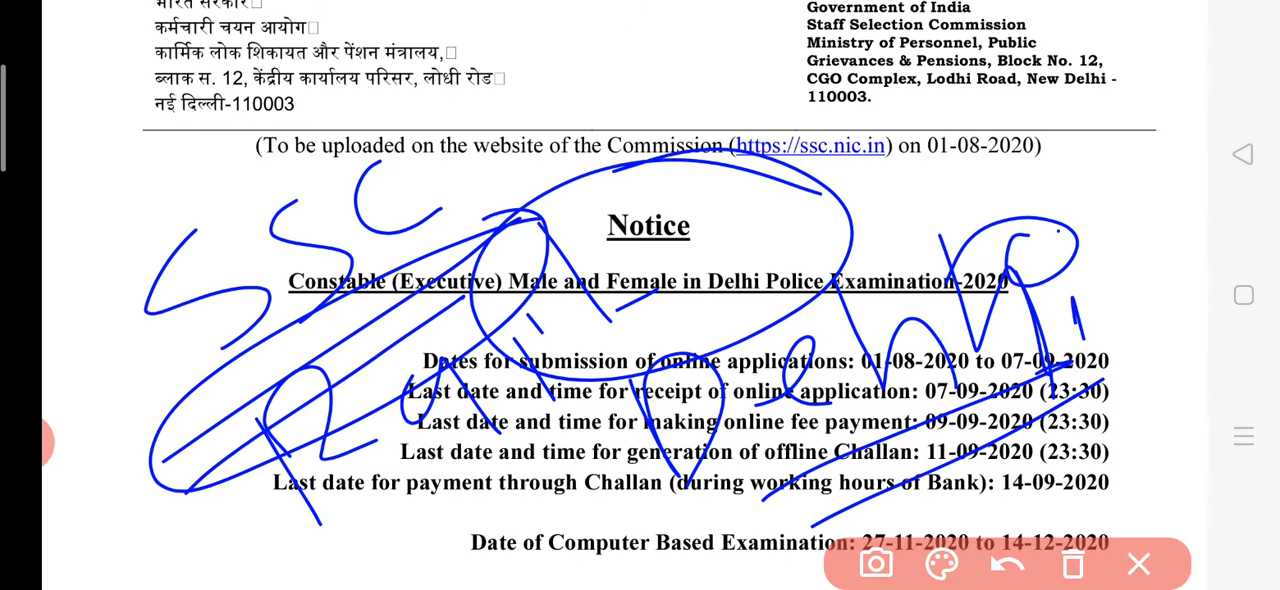 भारत सरकार
कर्मचारी चयन आयोग
कार्मिक लोक शिकायत और पेंशन मंत्रालय,
ब्लाक स. 12, केंद्रीय कार्यालय परिसर, लोधी रोड
नई दिल्ली-110003
Government of India
Staff Selection Commission
Ministry of Personnel, Public
Grievances & Pensions, Block No. 12,
CGO Complex, Lodhi Road, New Delhi -
110003.
(To be uploaded on the website of the Commission (https://ssc.nic.in) on 01-08-2020)
SSC
Notice
Constable (Executive) Male and Female in Delhi Police Examination-2020
Delhi
Dates for submission of online applications: 01-08-2020 to 07-09-2020
Last date and time for receipt of online application: 07-09-2020 (23:30)
Last date and time for making online fee payment: 09-09-2020 (23:30)
Last date and time for generation of offline Challan: 11-09-2020 (23:30)
Last date for payment through Challan (during working hours of Bank): 14-09-2020
Date of Computer Based Examination: 27-11-2020 to 14-12-2020